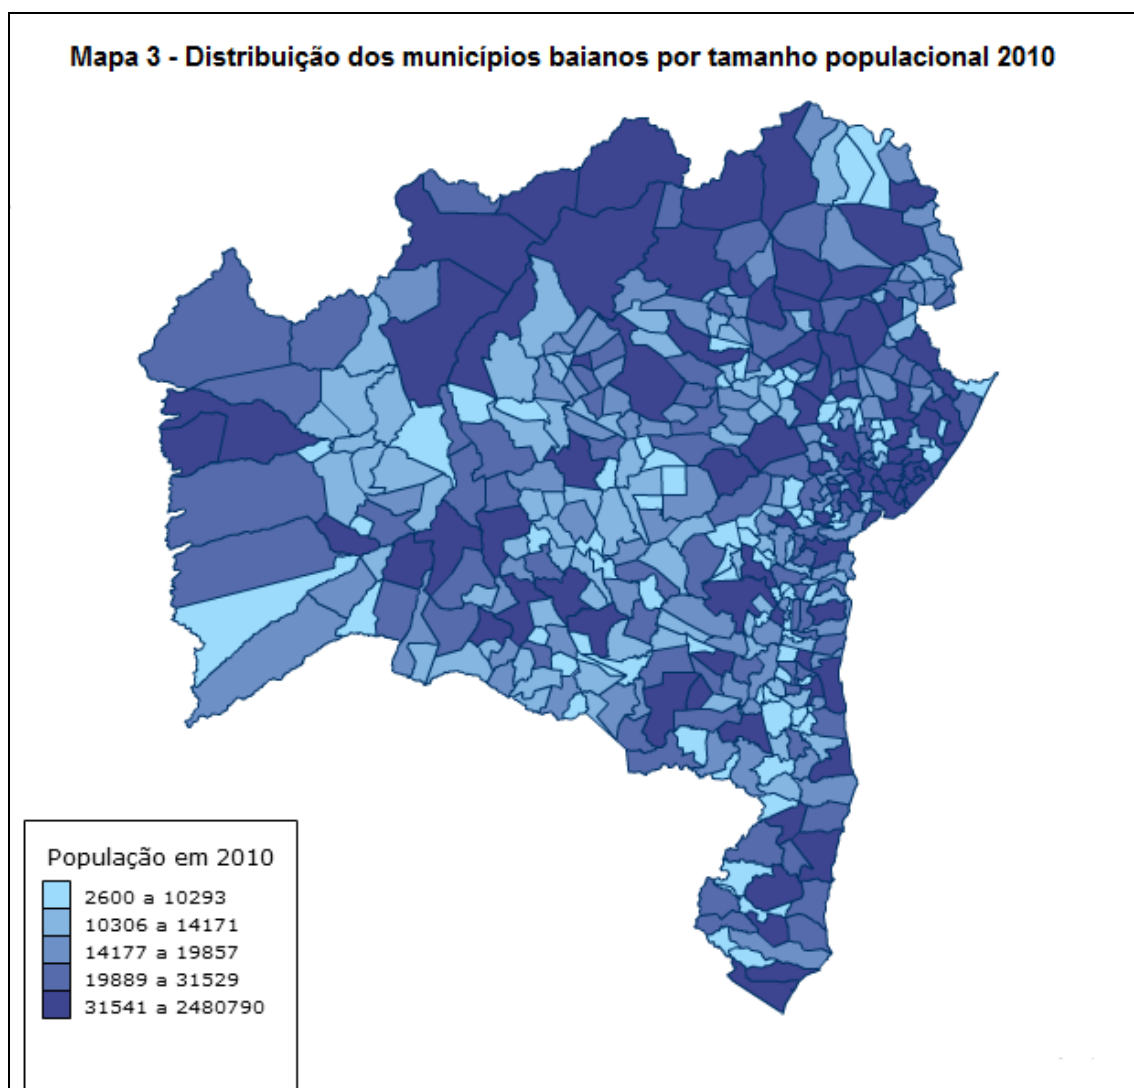 Mapa 3 - Distribuição dos municípios baianos por tamanho populacional 2010
População em 2010
2600 a 10293
10306 a 14171
14177 a 19857
19889 a 31529
31541 a 2480790